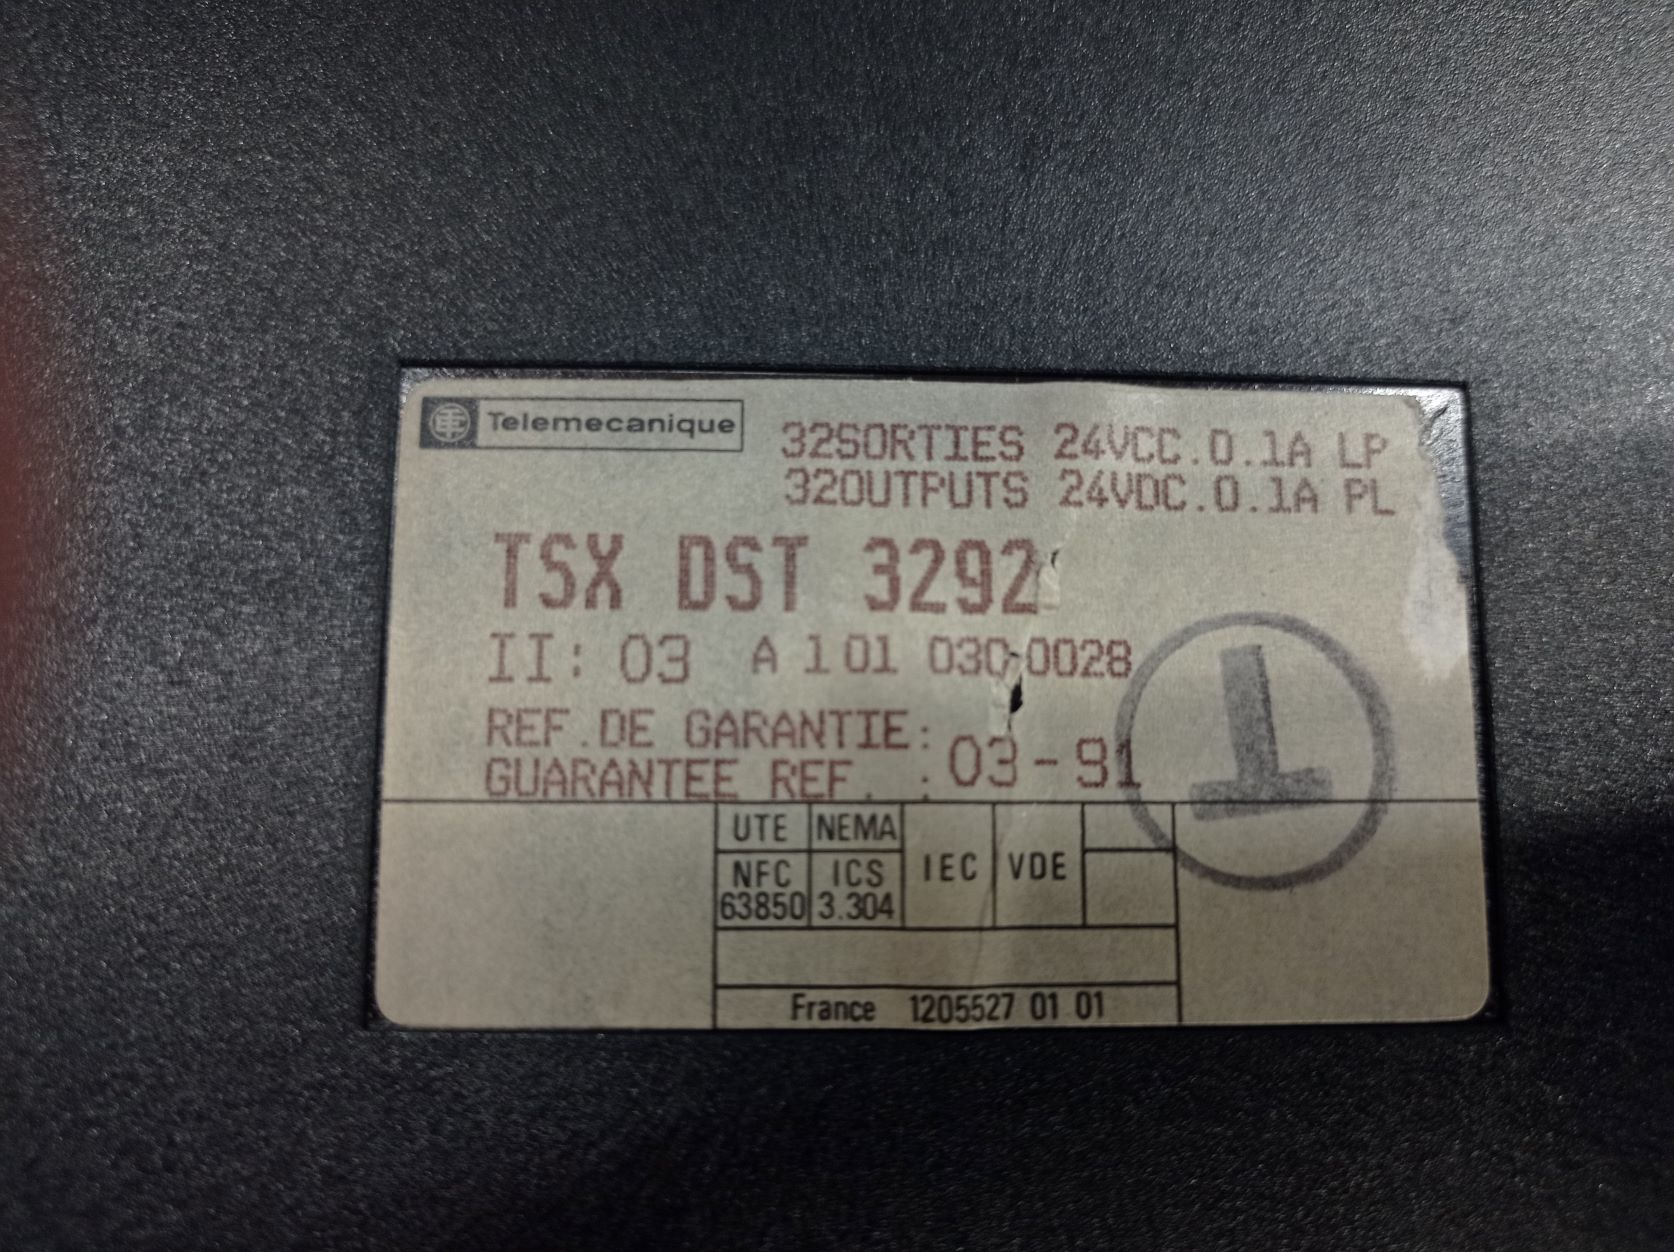 Telemecanique
32SORTIES 24VCC.0.1A LP
32OUTPUTS 24VDC.0.1A PL
TSX DST 3292
II: 03 A 1 01 030 0028
REF.DE GARANTIE:
GUARANTEE REF. : 03-91
T
UTE NEMA
NFC ICS IEC VDE
63850 3.304
France 1205527 01 01